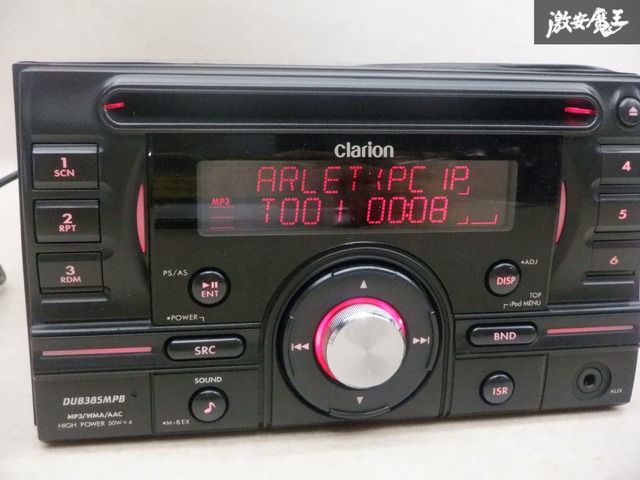 激安魔王
clarion
ARLET:(PC IP
MP3
T001 0008
1 SCN
2 RPT
3 RDM
4
5
6
PS/AS
ENT
*POWER
DISP
*ADJ
TOP
iPod MENU
SRC
BND
DUB385MPB
MP3/WMA/AAC
HIGH POWER 50W×4
SOUND
*M-BEX
ISR
AUX